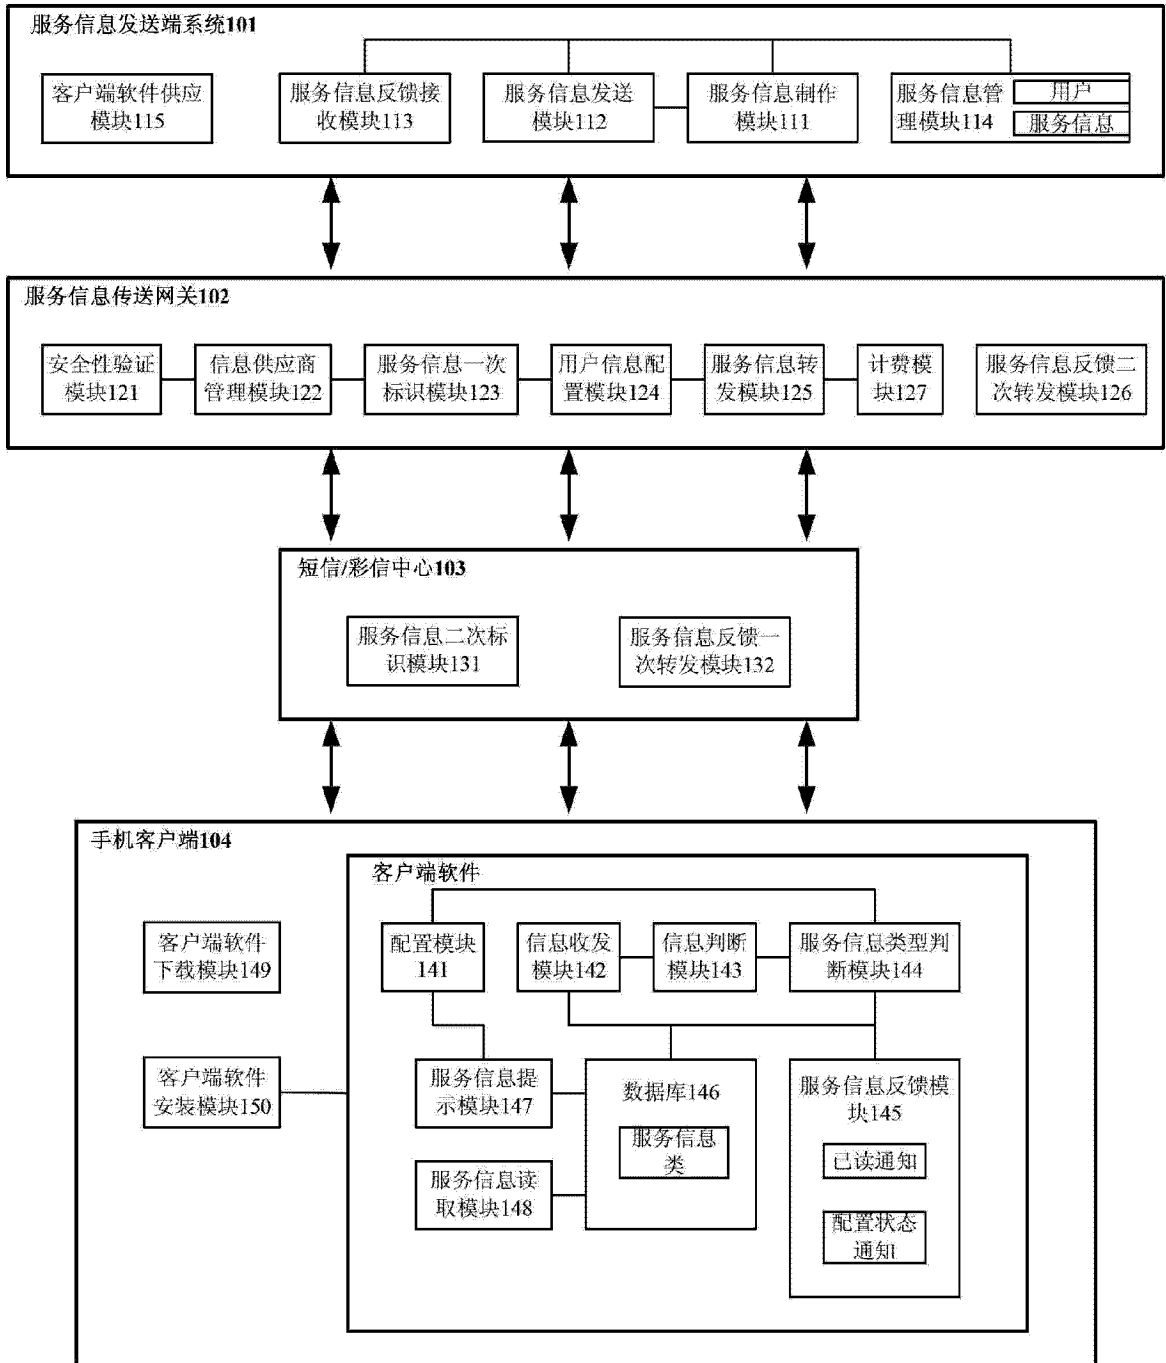 服务信息发送端系统101
客户端软件供应
模块115
服务信息反馈接
收模块113
服务信息发送
模块112
服务信息制作
模块111
服务信息管
理模块114
用户
服务信息
服务信息传送网关102
安全性验证
模块121
信息供应商
管理模块122
服务信息一次
标识模块123
用户信息配
置模块124
服务信息转
发模块125
计费模
块127
服务信息反馈二
次转发模块126
短信/彩信中心103
服务信息二次标
识模块131
服务信息反馈一
次转发模块132
手机客户端104
客户端软件
客户端软件
下载模块149
配置模块
141
信息收发
模块142
信息判断
模块143
服务信息类型判
断模块144
客户端软件
安装模块150
服务信息提
示模块147
数据库146
服务信息
类
服务信息反馈模
块145
已读通知
配置状态
通知
服务信息读
取模块148